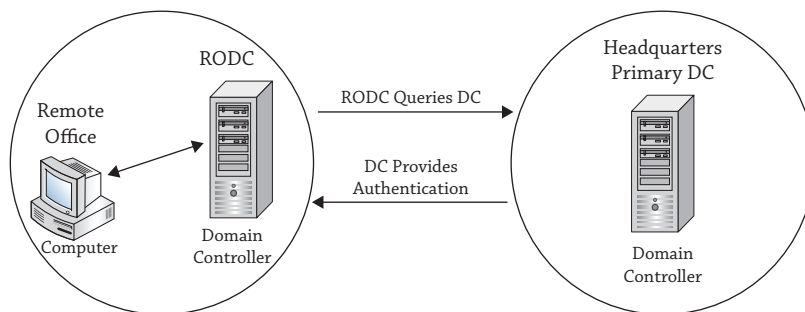 RODC
Remote
Office
Computer
Domain
Controller
RODC Queries DC
DC Provides
Authentication
Headquarters
Primary DC
Domain
Controller